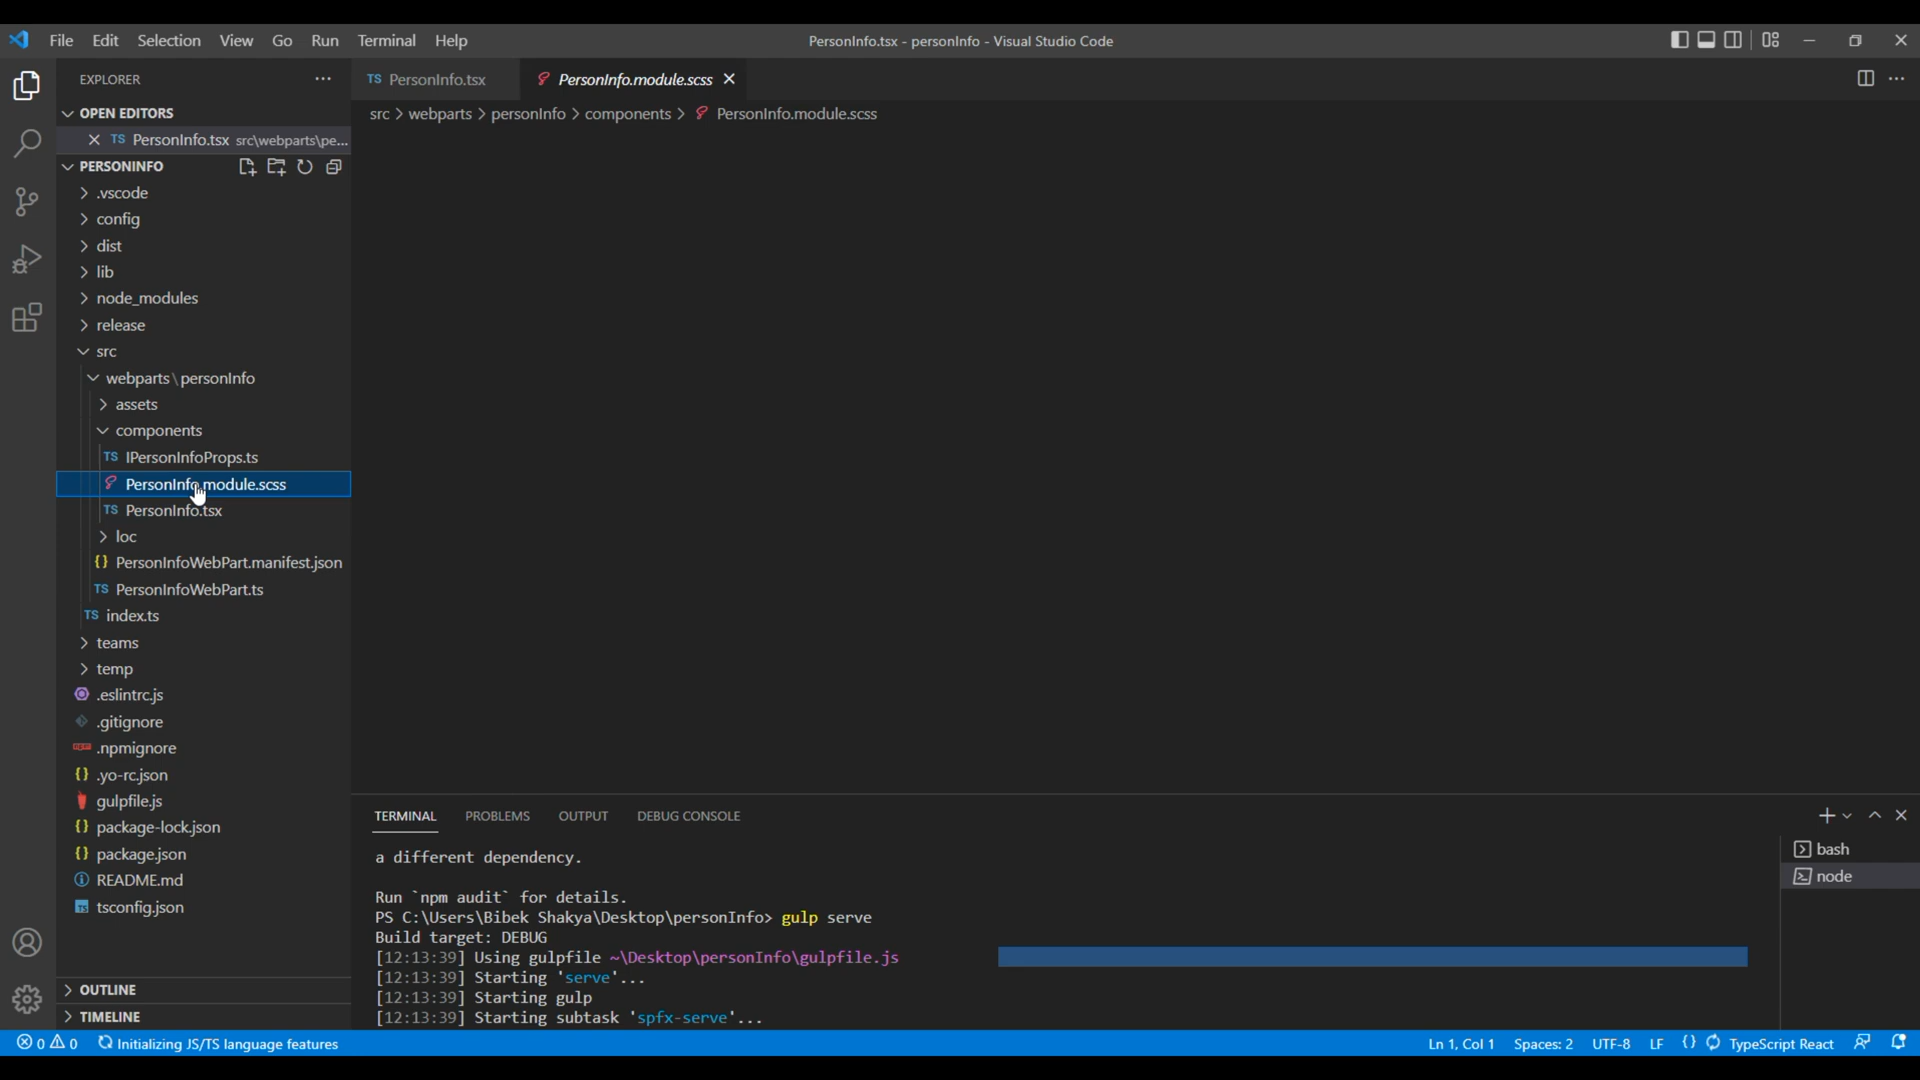 File Edit Selection View Go Run Terminal Help
PersonInfo.tsx - personInfo - Visual Studio Code
EXPLORER
OPEN EDITORS
PersonInfo.tsx src\webparts\pe...
PERSONINFO
.vscode
config
dist
lib
node_modules
release
src
webparts\personInfo
assets
components
IPersonInfoProps.ts
PersonInfo.module.scss
PersonInfo.tsx
loc
PersonInfoWebPart.manifest.json
PersonInfoWebPart.ts
index.ts
teams
temp
.eslintrc.js
.gitignore
.npmignore
.yo-rc.json
gulpfile.js
package-lock.json
package.json
README.md
tsconfig.json
OUTLINE
TIMELINE
PersonInfo.tsx PersonInfo.module.scss
src > webparts > personInfo > components > PersonInfo.module.scss
TERMINAL PROBLEMS OUTPUT DEBUG CONSOLE
a different dependency.
Run `npm audit` for details.
PS C:\Users\Bibek Shakya\Desktop\personInfo> gulp serve
Build target: DEBUG
[12:13:39] Using gulpfile ~\Desktop\personInfo\gulpfile.js
[12:13:39] Starting 'serve'...
[12:13:39] Starting gulp
[12:13:39] Starting subtask 'spfx-serve'...
bash
node
0 0 Initializing JS/TS language features
Ln 1, Col 1 Spaces: 2 UTF-8 LF {} TypeScript React